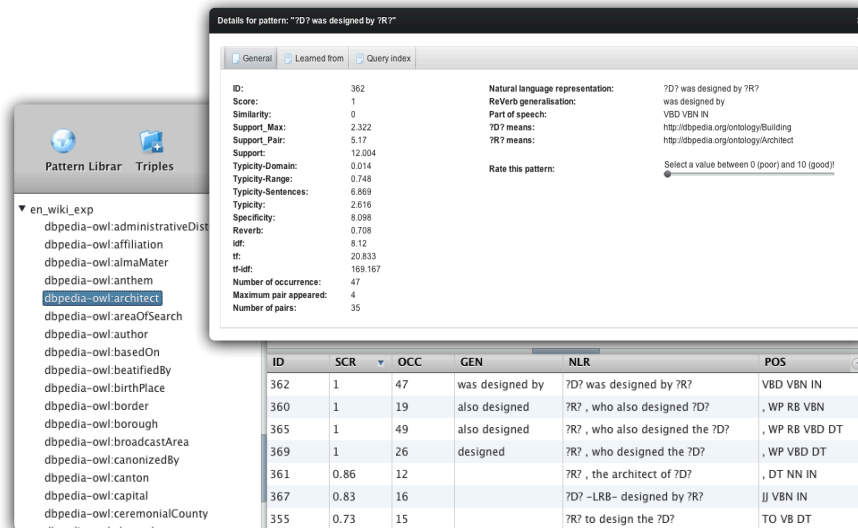 Details for pattern: "?D? was designed by ?R?"
General Learned from Query index
ID: 362 Natural language representation: ?D? was designed by ?R?
Score: 1 ReVerb generalisation: was designed by
Similarity: 0 Part of speech: VBD VBN IN
Support_Max: 2.322 ?D? means: http://dbpedia.org/ontology/Building
Support_Pair: 5.17 ?R? means: http://dbpedia.org/ontology/Architect
Support: 12.004
Typicity-Domain: 0.014 Rate this pattern: Select a value between 0 (poor) and 10 (good)!
Typicity-Range: 0.748
Typicity-Sentences: 6.869
Typicity: 2.616
Specificity: 8.098
Reverb: 0.708
idf: 8.12
tf: 20.833
tf-idf: 169.167
Number of occurrence: 47
Maximum pair appeared: 4
Number of pairs: 35
Pattern Librar Triples
en_wiki_exp
dbpedia-owl:administrativeDist
dbpedia-owl:affiliation
dbpedia-owl:almaMater
dbpedia-owl:anthem
dbpedia-owl:architect
dbpedia-owl:areaOfSearch
dbpedia-owl:author
dbpedia-owl:basedOn
dbpedia-owl:beatifiedBy
dbpedia-owl:birthPlace
dbpedia-owl:border
dbpedia-owl:borough
dbpedia-owl:broadcastArea
dbpedia-owl:canonizedBy
dbpedia-owl:canton
dbpedia-owl:capital
dbpedia-owl:ceremonialCounty
ID SCR OCC GEN NLR POS
362 1 47 was designed by ?D? was designed by ?R? VBD VBN IN
360 1 19 also designed ?R? , who also designed ?D? , WP RB VBN
365 1 49 also designed ?R? , who also designed the ?D? , WP RB VBD DT
369 1 26 designed ?R? , who designed the ?D? , WP VBD DT
361 0.86 12 ?R? , the architect of ?D? , DT NN IN
367 0.83 16 ?D? -LRB- designed by ?R? JJ VBN IN
355 0.73 15 ?R? to design the ?D? TO VB DT